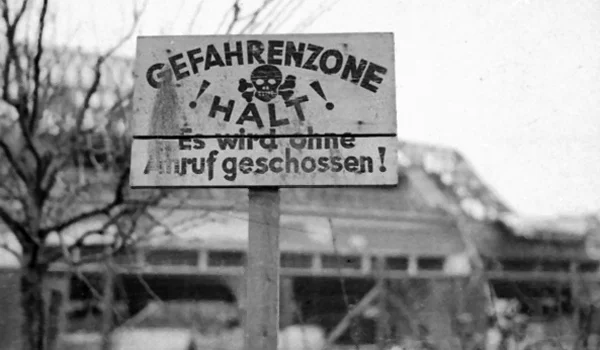 GEFAHRENZONE
! HALT !
Es wird ohne
Anruf geschossen!